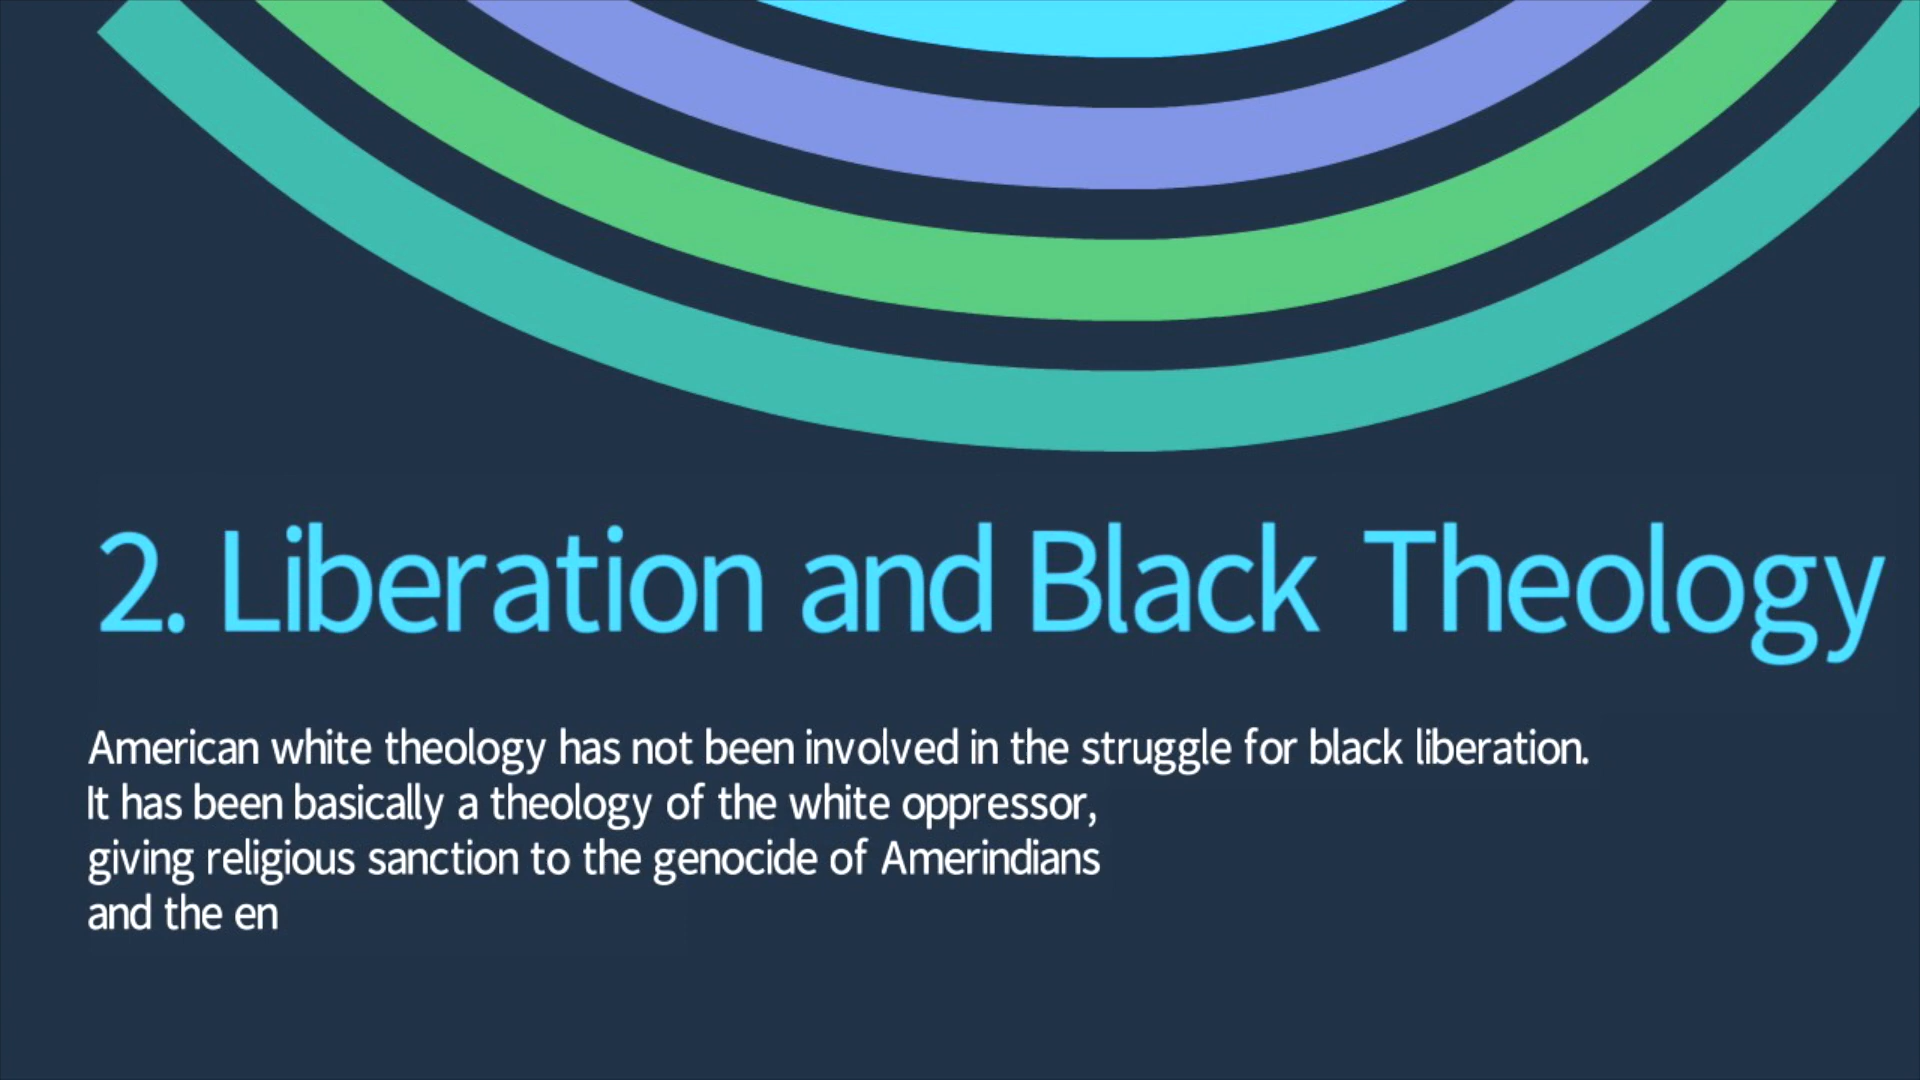 2. Liberation and Black Theology
American white theology has not been involved in the struggle for black liberation.
It has been basically a theology of the white oppressor,
giving religious sanction to the genocide of Amerindians
and the en